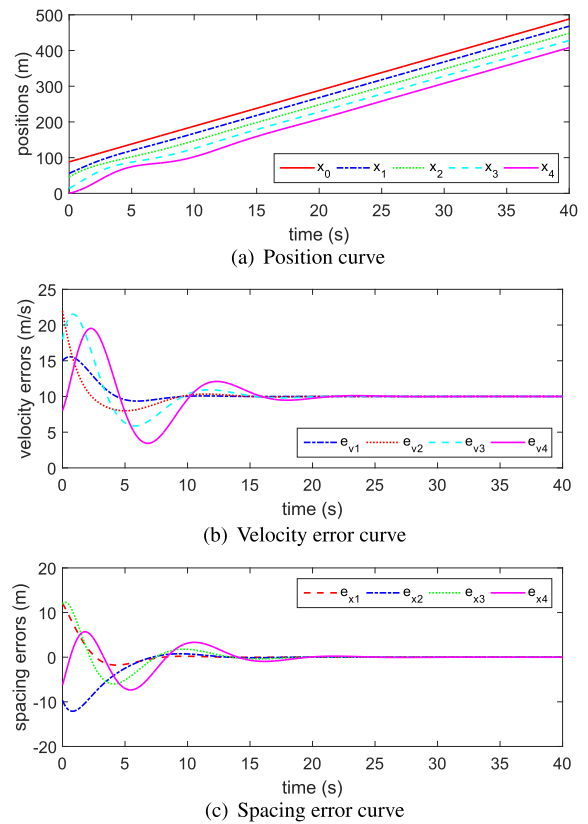 500
400
300
200
100
0
positions (m)
x0 x1 x2 x3 x4
0 5 10 15 20 25 30 35 40
time (s)
(a) Position curve
25
20
15
10
5
0
velocity errors (m/s)
ev1 ev2 ev3 ev4
0 5 10 15 20 25 30 35 40
time (s)
(b) Velocity error curve
20
10
0
-10
-20
spacing errors (m)
ex1 ex2 ex3 ex4
0 5 10 15 20 25 30 35 40
time (s)
(c) Spacing error curve